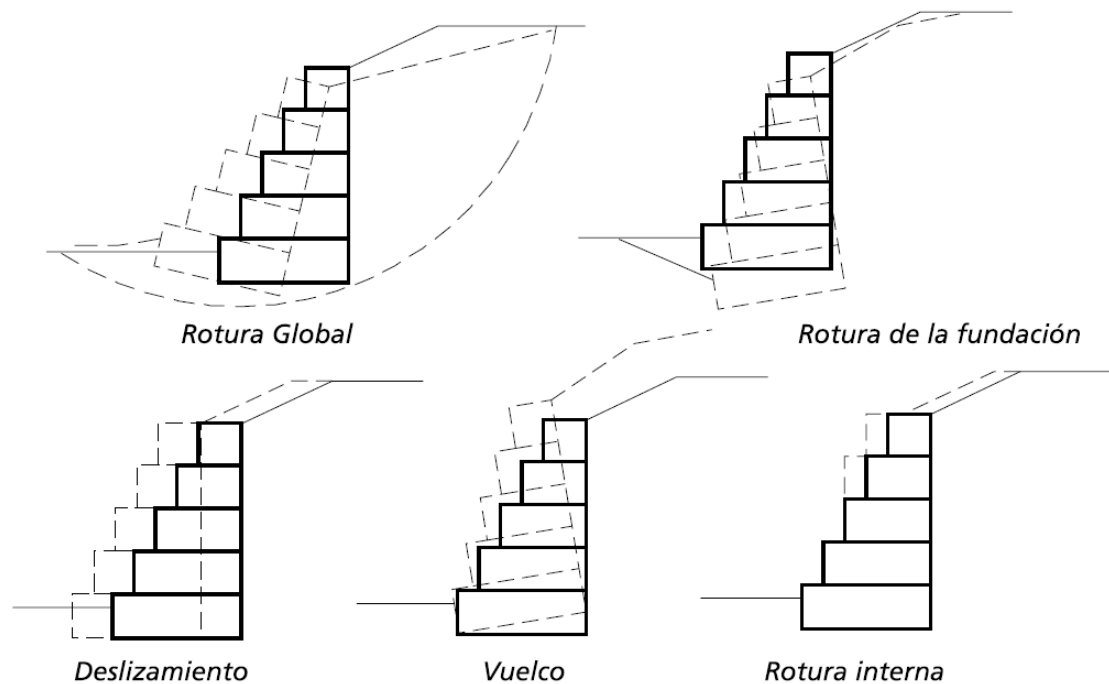 Rotura Global
Rotura de la fundación
Deslizamiento
Vuelco
Rotura interna